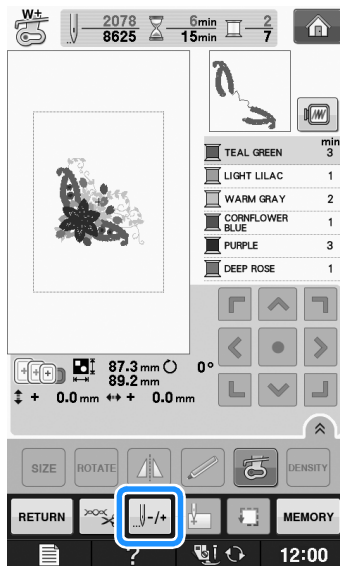 W+
2078 6min 2
8625 15min 7
min
TEAL GREEN 3
LIGHT LILAC 1
WARM GRAY 2
CORNFLOWER
BLUE 1
PURPLE 3
DEEP ROSE 1
87.3 mm 0°
89.2 mm
+ 0.0 mm + 0.0 mm
SIZE ROTATE DENSITY
RETURN -/+ MEMORY
? 12:00